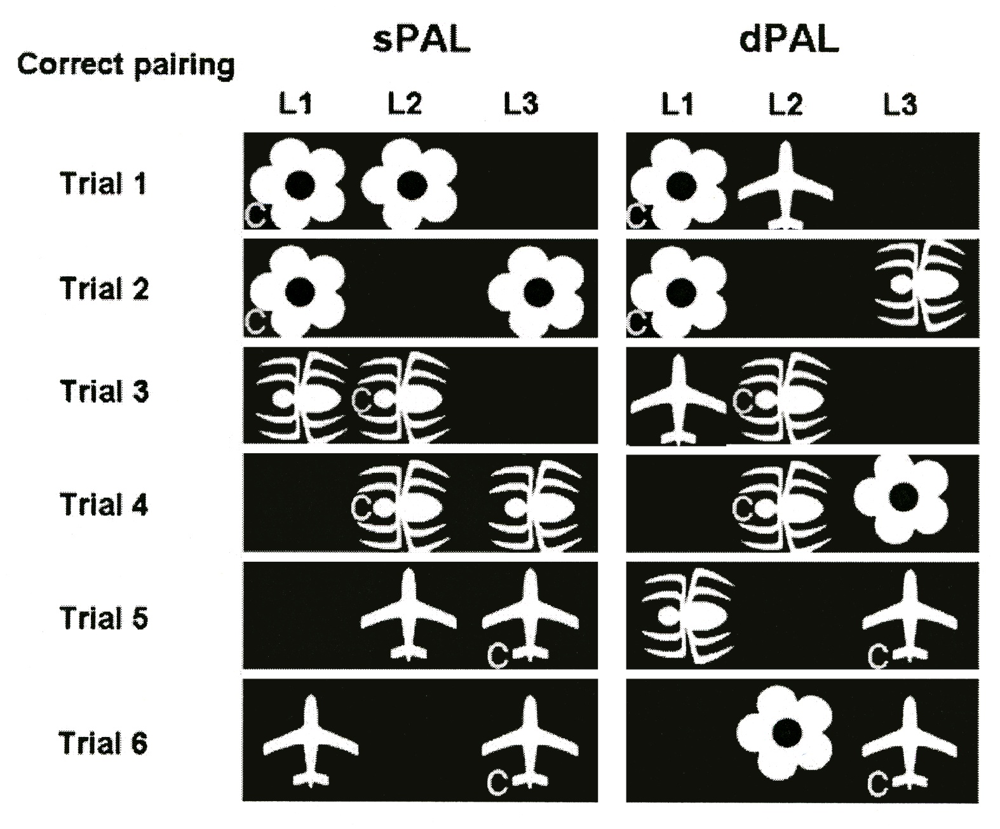 sPAL dPAL
Correct pairing
L1 L2 L3 L1 L2 L3
Trial 1
C C
Trial 2
C C
Trial 3
C C
Trial 4
C C
Trial 5
C C
Trial 6
C C